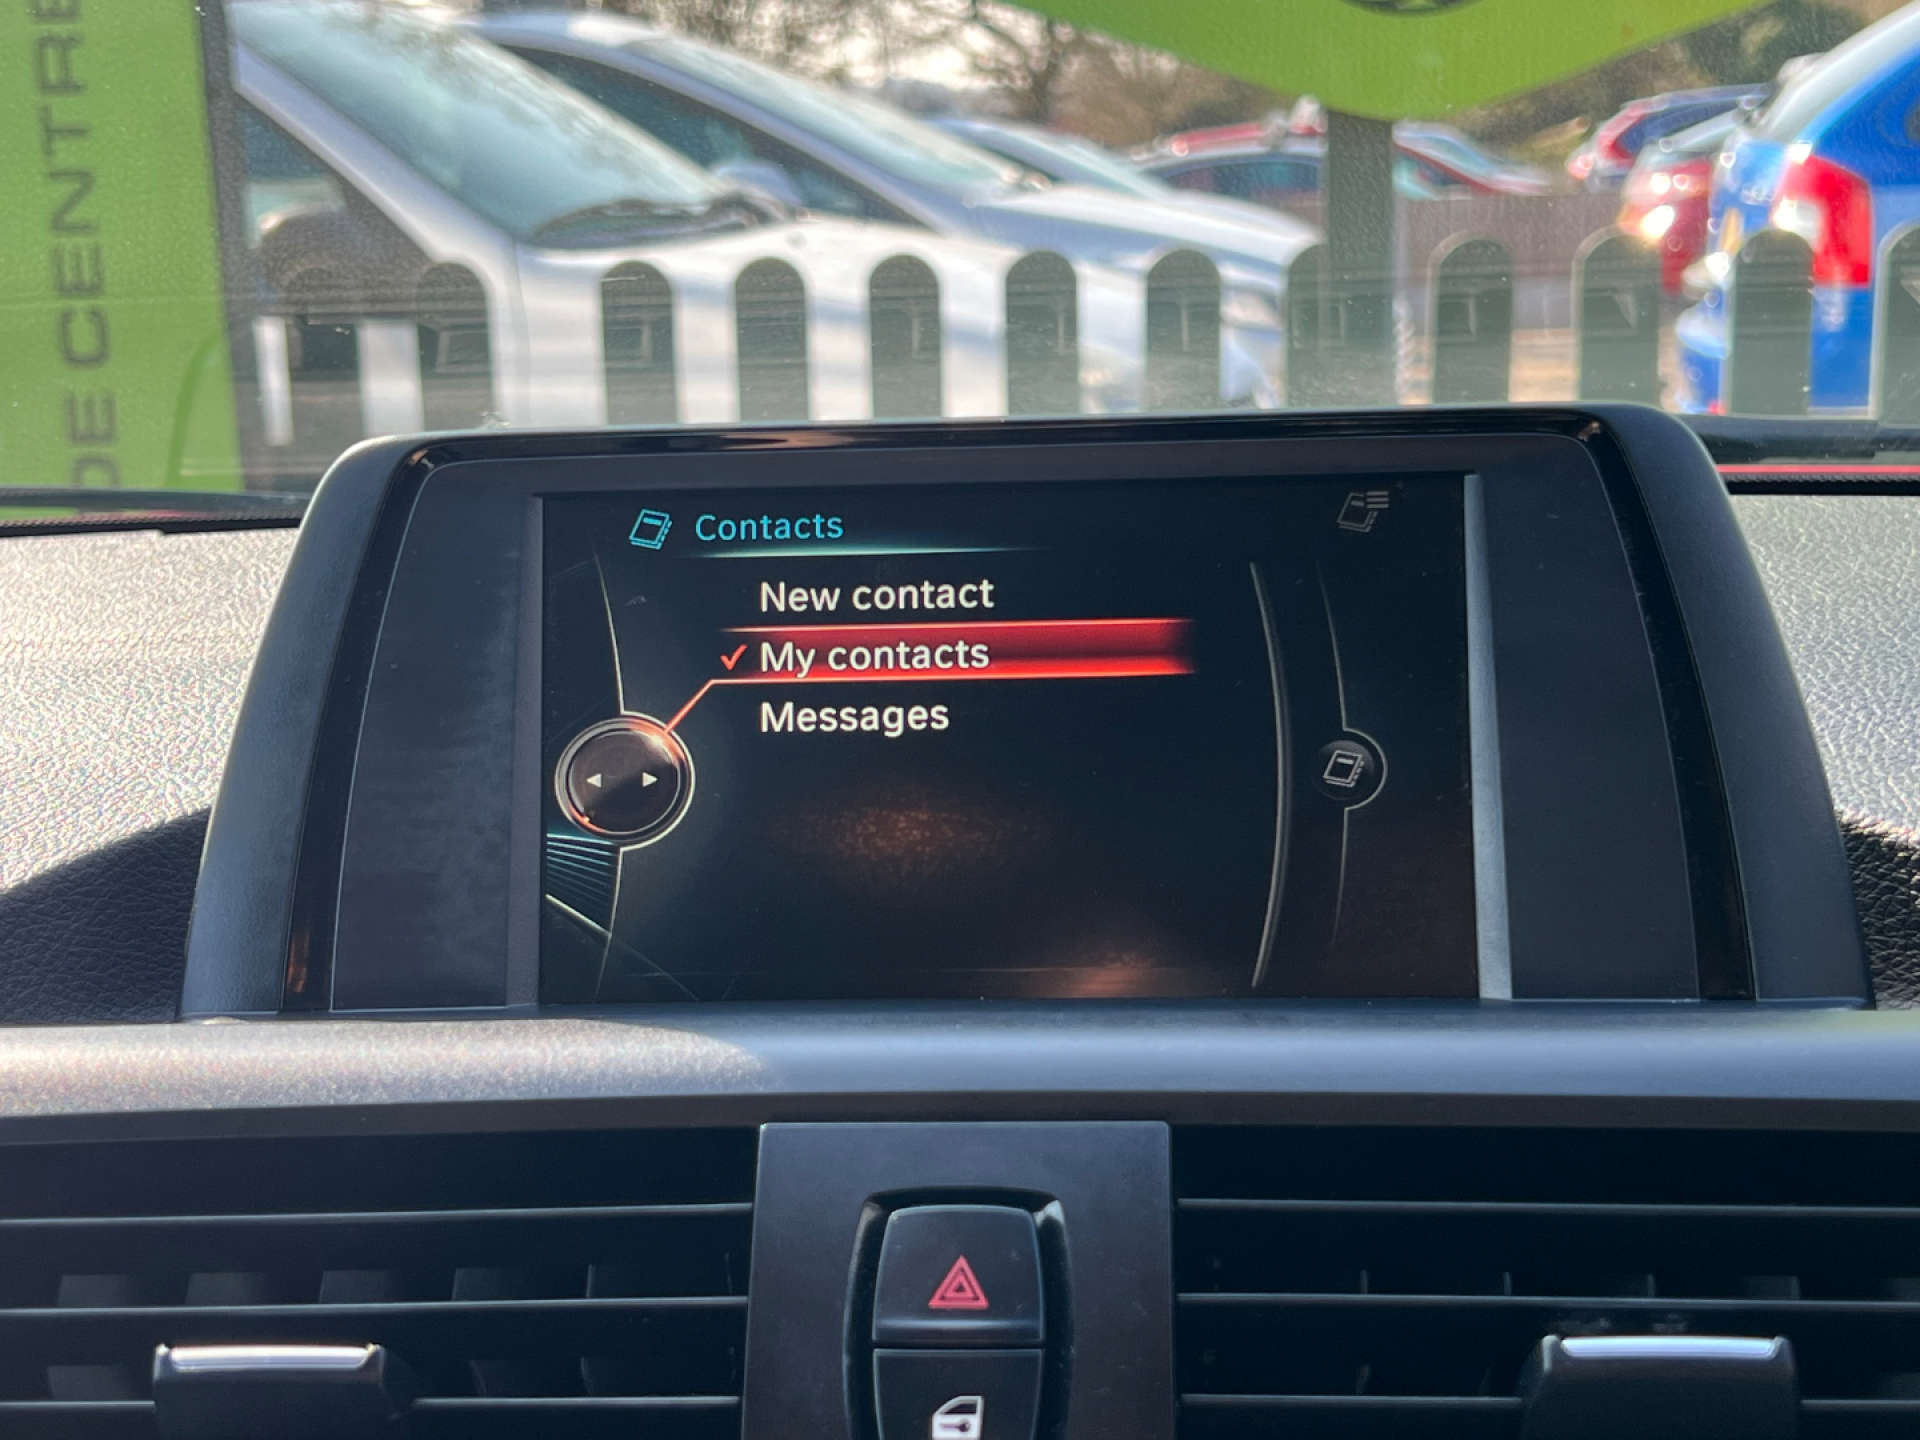 DE CENTRE
Contacts
New contact
My contacts
Messages